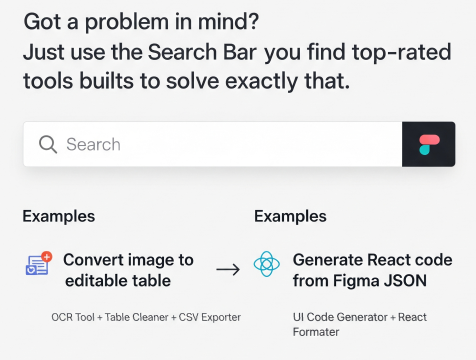 Got a problem in mind?
Just use the Search Bar you find top-rated
tools builts to solve exactly that.
Search
Examples
Examples
Convert image to
editable table
Generate React code
from Figma JSON
OCR Tool + Table Cleaner + CSV Exporter
UI Code Generator + React
Formater